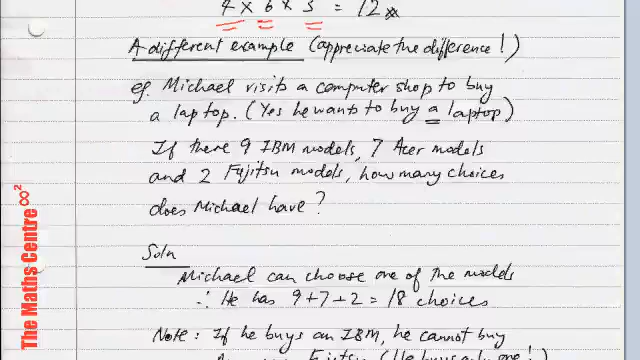 4 × 6 × 5 = 12
A different example (appreciate the difference!)
eg. Michael visits a computer shop to buy
a laptop. (Yes he wants to buy a laptop)
If there 9 IBM models, 7 Acer models
and 2 Fujitsu models, how many choices
does Michael have?
Soln
Michael can choose one of the models
∴ He has 9+7+2 = 18 choices
Note: If he buys an IBM, he cannot buy
Fujitsu (He buys only one!)
The Maths Centre ∞²